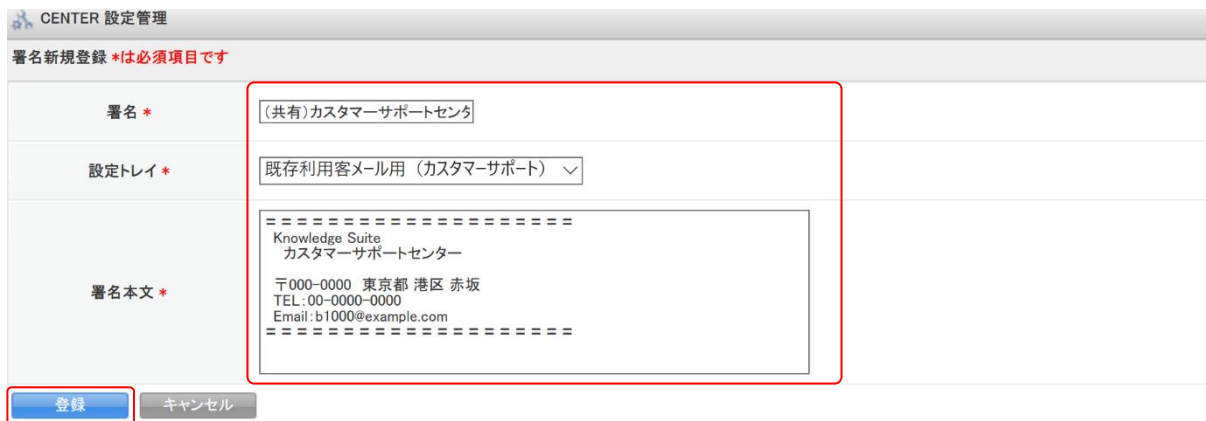 CENTER 設定管理
署名新規登録 *は必須項目です
署名 *
(共有)カスタマーサポートセンタ
設定トレイ *
既存利用客メール用 (カスタマーサポート)
署名本文 *
====================
Knowledge Suite
カスタマーサポートセンター
〒000-0000 東京都 港区 赤坂
TEL:00-0000-0000
Email:b1000@example.com
====================
登録 キャンセル